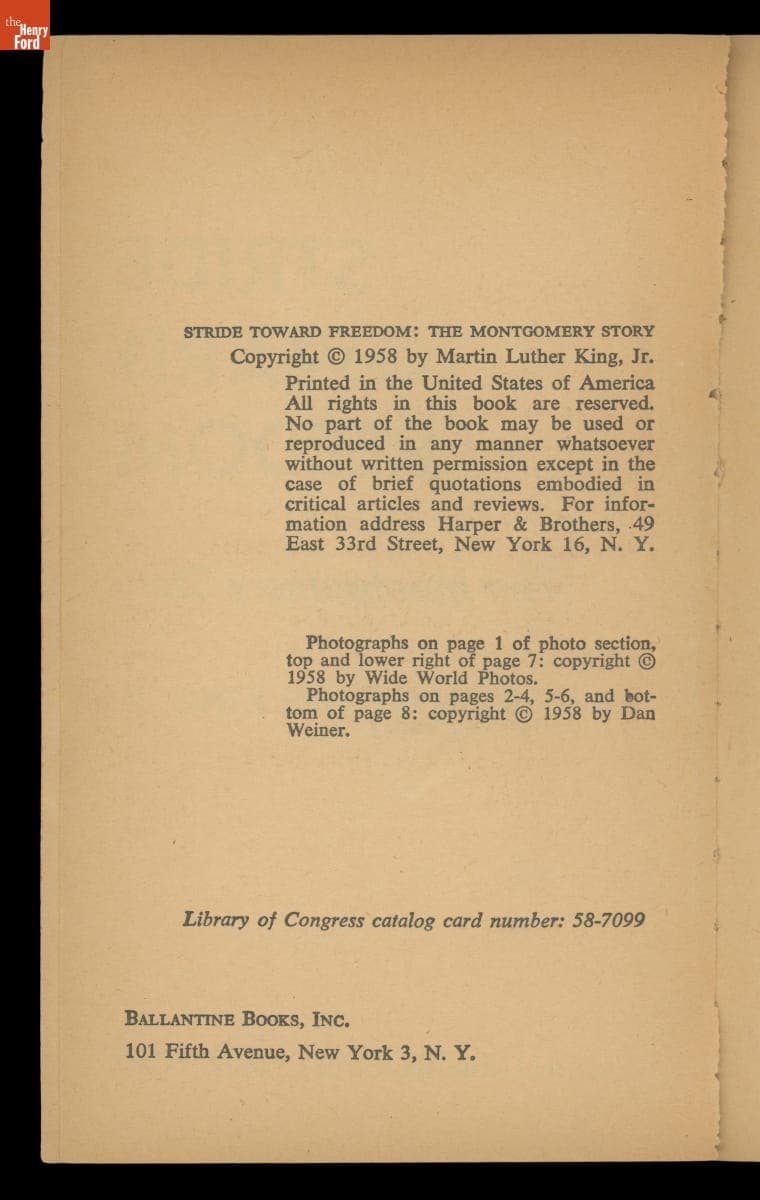 the
Henry
Ford
STRIDE TOWARD FREEDOM: THE MONTGOMERY STORY
Copyright © 1958 by Martin Luther King, Jr.
Printed in the United States of America
All rights in this book are reserved.
No part of the book may be used or
reproduced in any manner whatsoever
without written permission except in the
case of brief quotations embodied in
critical articles and reviews. For infor-
mation address Harper & Brothers, 49
East 33rd Street, New York 16, N. Y.
Photographs on page 1 of photo section,
top and lower right of page 7: copyright ©
1958 by Wide World Photos.
Photographs on pages 2-4, 5-6, and bot-
tom of page 8: copyright © 1958 by Dan
Weiner.
Library of Congress catalog card number: 58-7099
BALLANTINE BOOKS, INC.
101 Fifth Avenue, New York 3, N. Y.